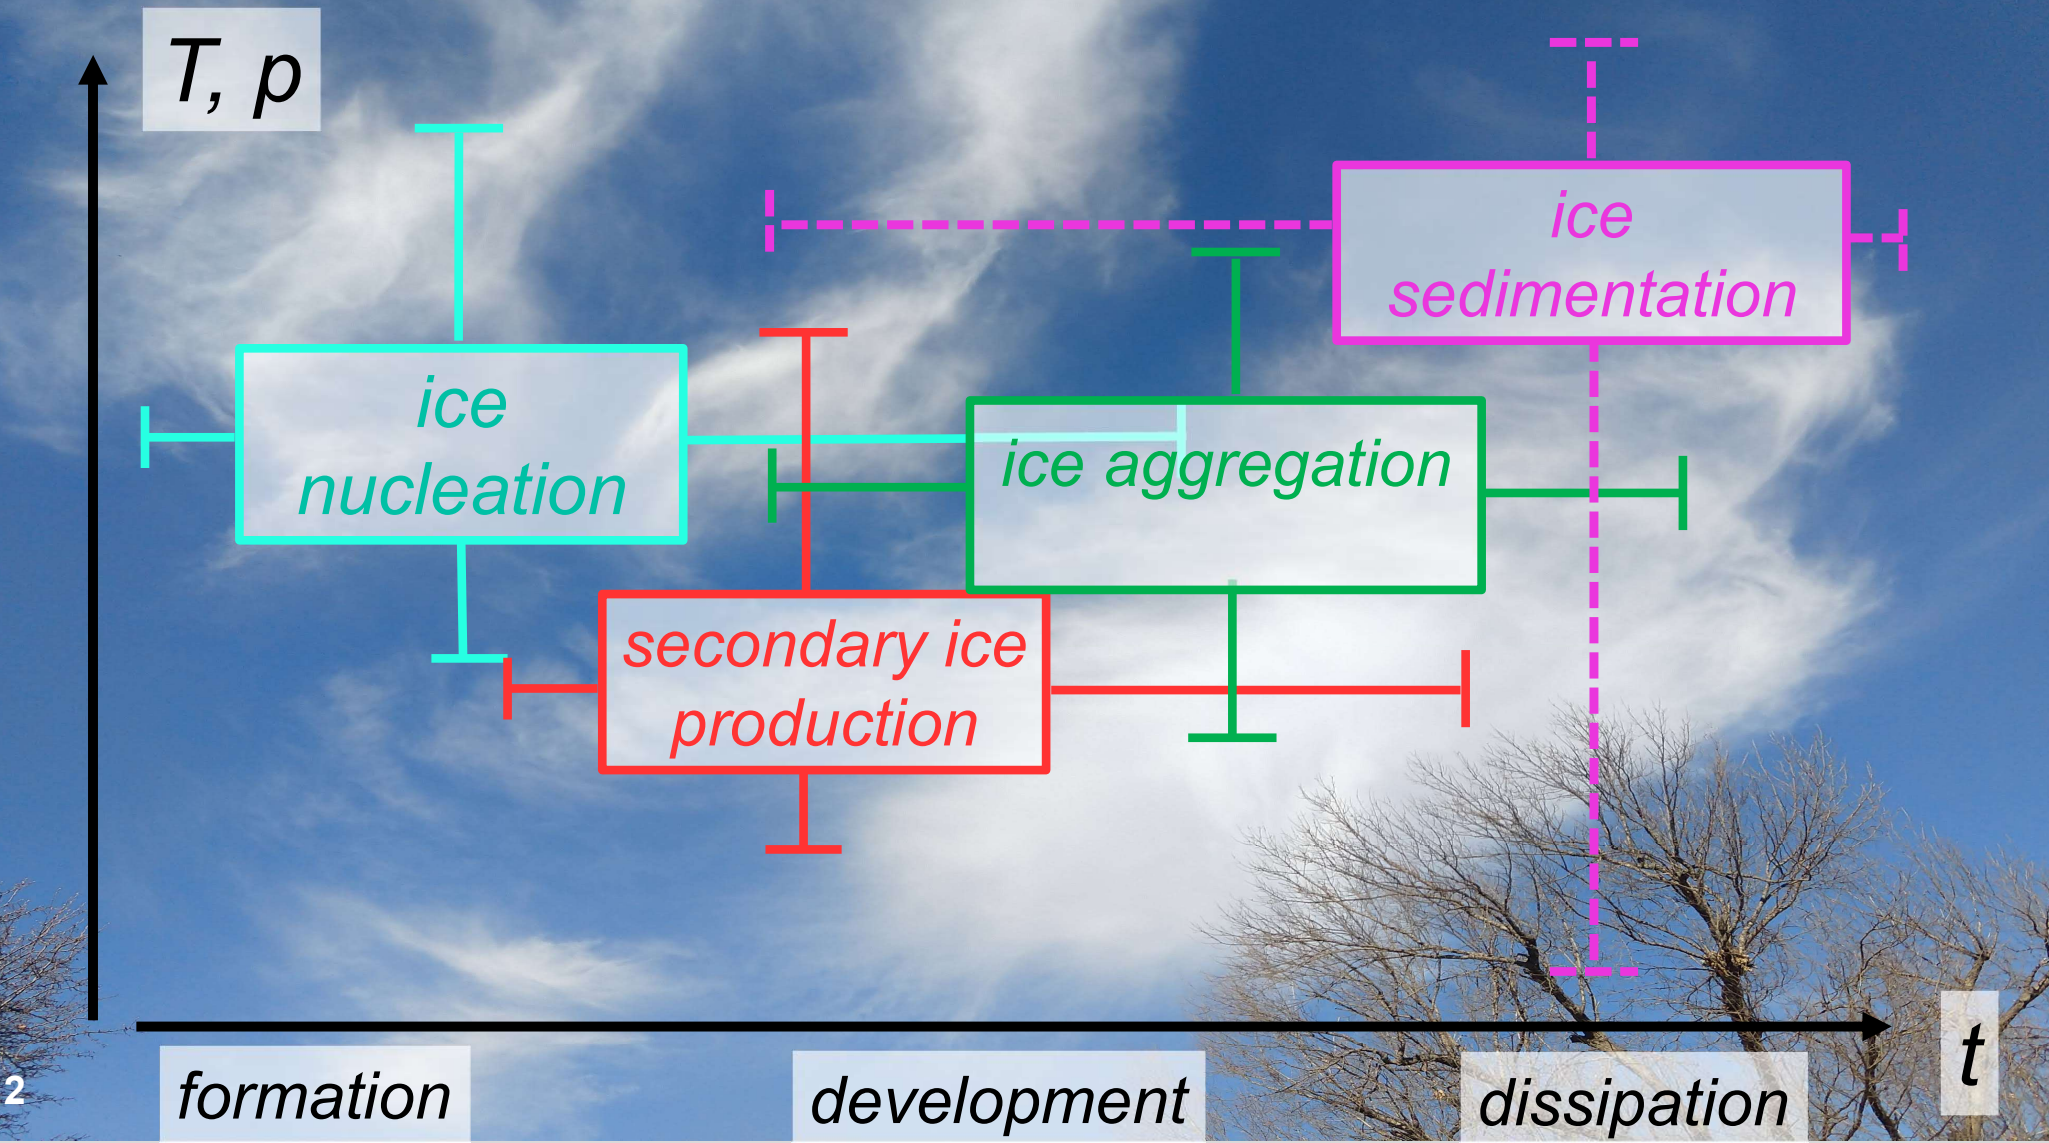 T, p
ice
sedimentation
ice
nucleation
ice aggregation
secondary ice
production
t
formation
development
dissipation
2